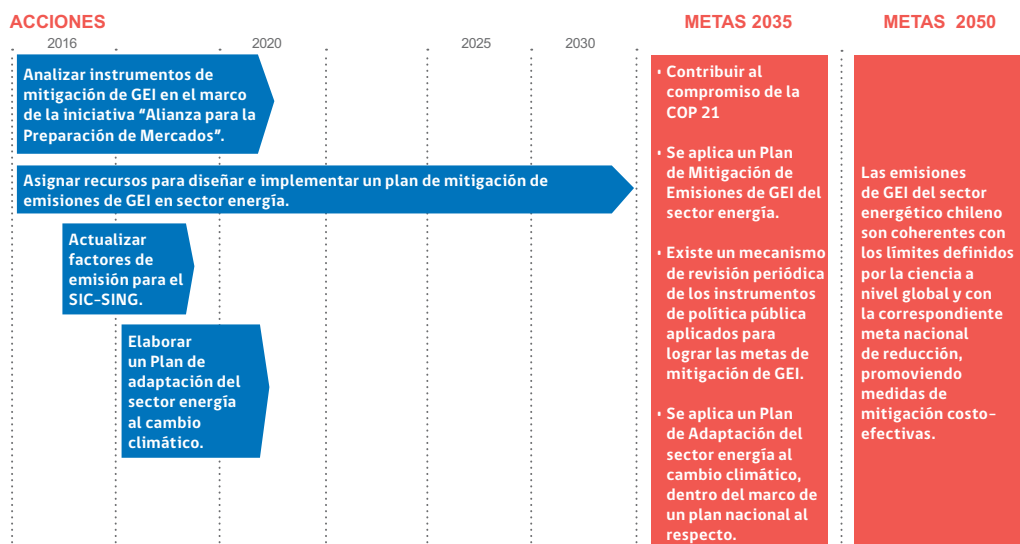 ACCIONES
METAS 2035
METAS 2050
2016
2020
2025
2030
Analizar instrumentos de
mitigación de GEI en el marco
de la iniciativa "Alianza para la
Preparación de Mercados".
Asignar recursos para diseñar e implementar un plan de mitigación de
emisiones de GEI en sector energía.
Actualizar
factores de
emisión para el
SIC-SING.
Elaborar
un Plan de
adaptación del
sector energía
al cambio
climático.
• Contribuir al
compromiso de la
COP 21
• Se aplica un Plan
de Mitigación de
Emisiones de GEI del
sector energía.
• Existe un mecanismo
de revisión periódica
de los instrumentos
de política pública
aplicados para
lograr las metas de
mitigación de GEI.
• Se aplica un Plan
de Adaptación del
sector energía al
cambio climático,
dentro del marco de
un plan nacional al
respecto.
Las emisiones
de GEI del sector
energético chileno
son coherentes con
los límites definidos
por la ciencia a
nivel global y con
la correspondiente
meta nacional
de reducción,
promoviendo
medidas de
mitigación costo-
efectivas.